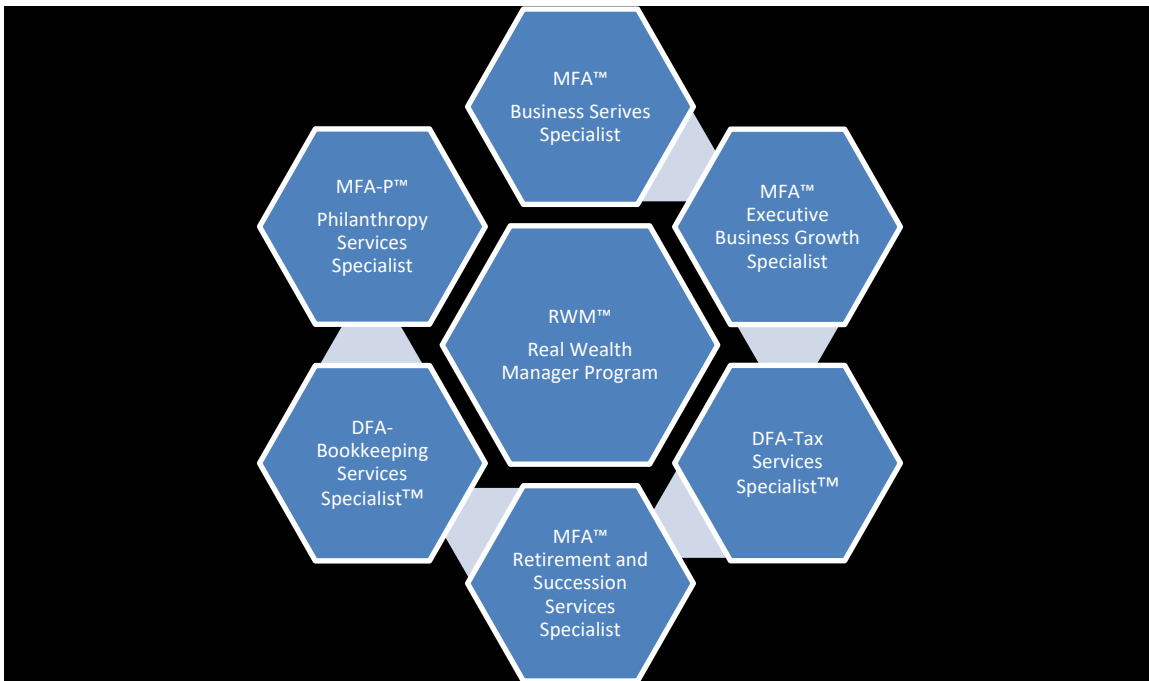 MFA™
Business Serives
Specialist
MFA™
Executive
Business Growth
Specialist
DFA-Tax
Services
Specialist™
MFA™
Retirement and
Succession
Services
Specialist
DFA-
Bookkeeping
Services
Specialist™
MFA-P™
Philanthropy
Services
Specialist
RWM™
Real Wealth
Manager Program